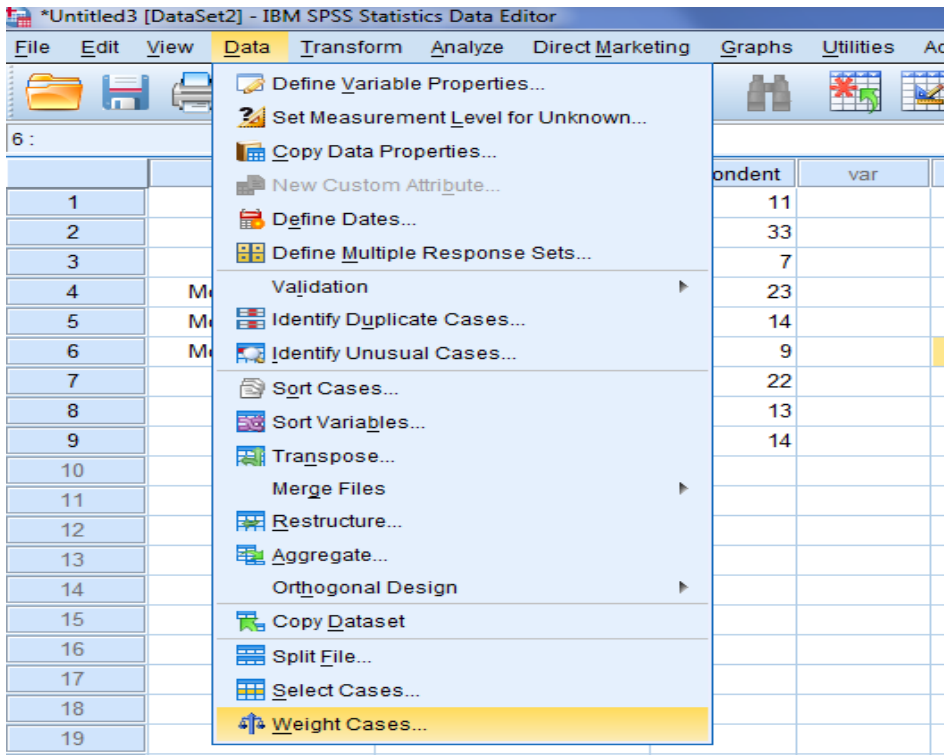 *Untitled3 [DataSet2] - IBM SPSS Statistics Data Editor
File Edit View Data Transform Analyze Direct Marketing Graphs Utilities
6 :
Define Variable Properties...
Set Measurement Level for Unknown...
Copy Data Properties...
New Custom Attribute...
Define Dates...
Define Multiple Response Sets...
Validation
Identify Duplicate Cases...
Identify Unusual Cases...
Sort Cases...
Sort Variables...
Transpose...
Merge Files
Restructure...
Aggregate...
Orthogonal Design
Copy Dataset
Split File...
Select Cases...
Weight Cases...
ondent var
1 11
2 33
3 7
4 23
5 14
6 9
7 22
8 13
9 14
10
11
12
13
14
15
16
17
18
19